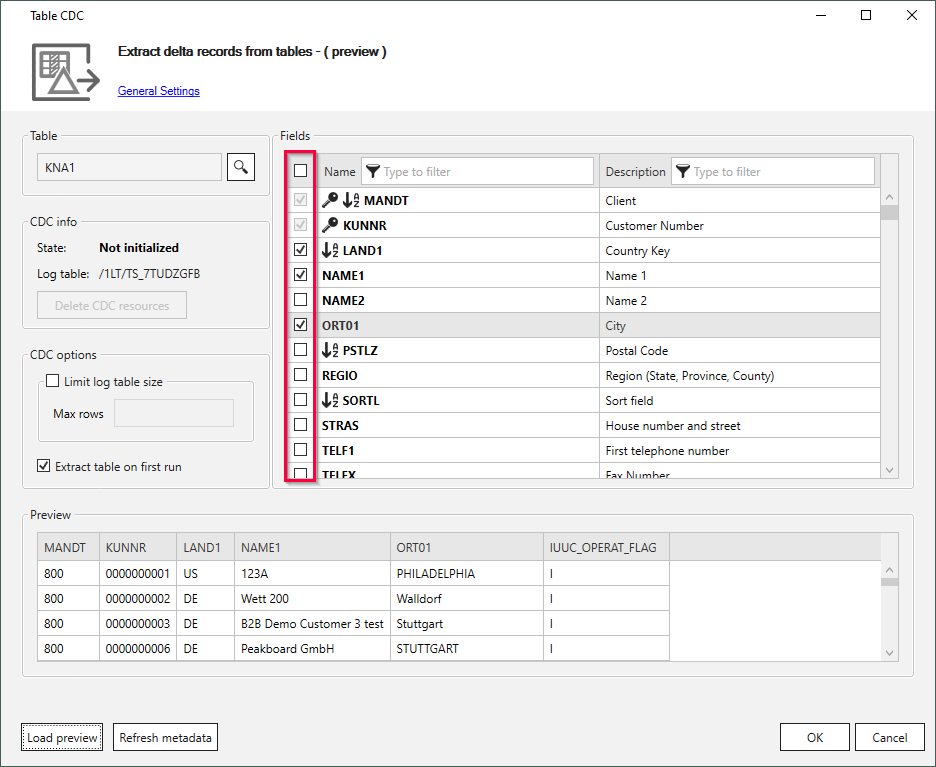 Table CDC
Extract delta records from tables - ( preview )
General Settings
Table
KNA1
CDC info
State: Not initialized
Log table: /1LT/TS_7TUDZGFB
Delete CDC resources
CDC options
Limit log table size
Max rows
Extract table on first run
Fields
Name Type to filter Description Type to filter
MANDT Client
KUNNR Customer Number
LAND1 Country Key
NAME1 Name 1
NAME2 Name 2
ORT01 City
PSTLZ Postal Code
REGIO Region (State, Province, County)
SORTL Sort field
STRAS House number and street
TELF1 First telephone number
TELFX Fax Number
Preview
MANDT KUNNR LAND1 NAME1 ORT01 IUUC_OPERAT_FLAG
800 0000000001 US 123A PHILADELPHIA I
800 0000000002 DE Wett 200 Walldorf I
800 0000000003 DE B2B Demo Customer 3 test Stuttgart I
800 0000000006 DE Peakboard GmbH STUTTGART I
Load preview Refresh metadata OK Cancel